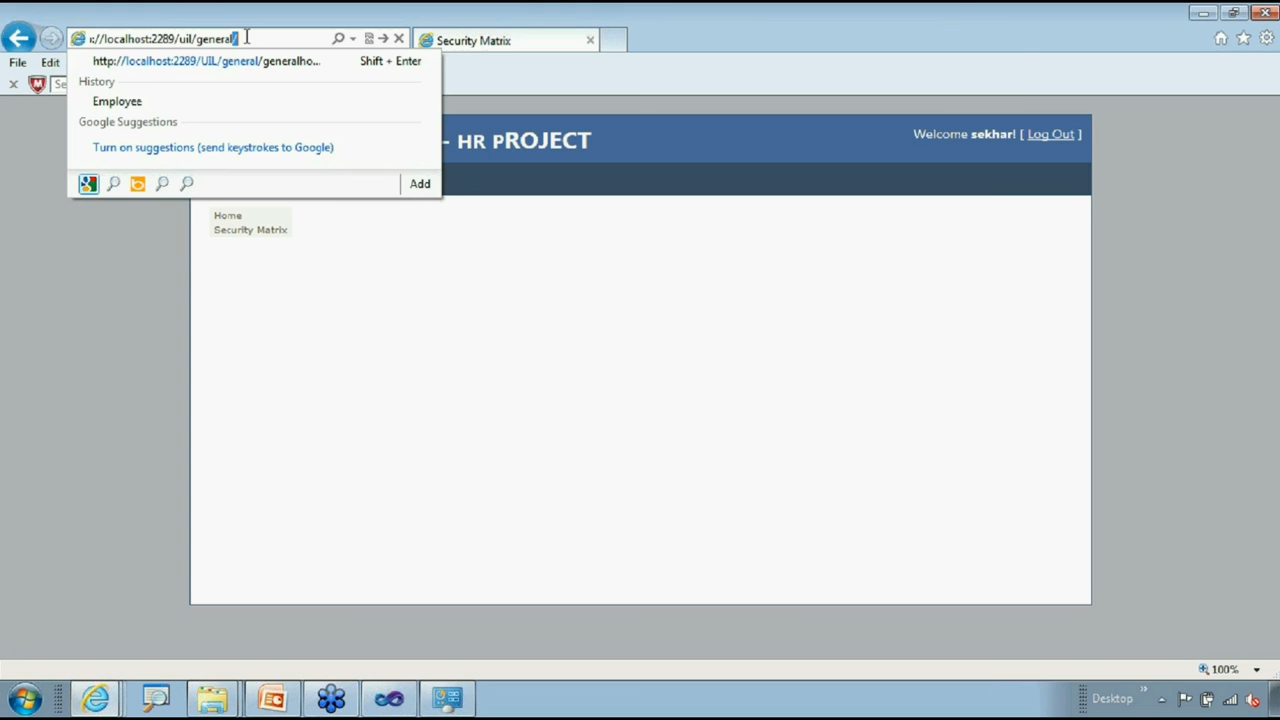 ://localhost:2289/uil/general/
Security Matrix
File Edit
http://localhost:2289/UIL/general/generalho... Shift + Enter
History
Se
Employee
Google Suggestions
Turn on suggestions (send keystrokes to Google)
Add
- HR pROJECT
Welcome sekhar! [ Log Out ]
Home
Security Matrix
100%
Desktop